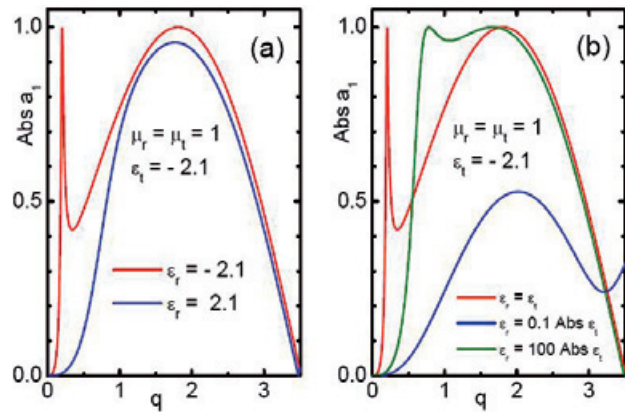 (a)
Abs a₁
1.0
0.5
0.0
μᵣ = μₜ = 1
εₜ = - 2.1
εᵣ = - 2.1
εᵣ = 2.1
0 1 2 3
q
(b)
Abs a₁
1.0
0.5
0.0
μᵣ = μₜ = 1
εₜ = - 2.1
εᵣ = εₜ
εᵣ = 0.1 Abs εₜ
εᵣ = 100 Abs εₜ
0 1 2 3
q